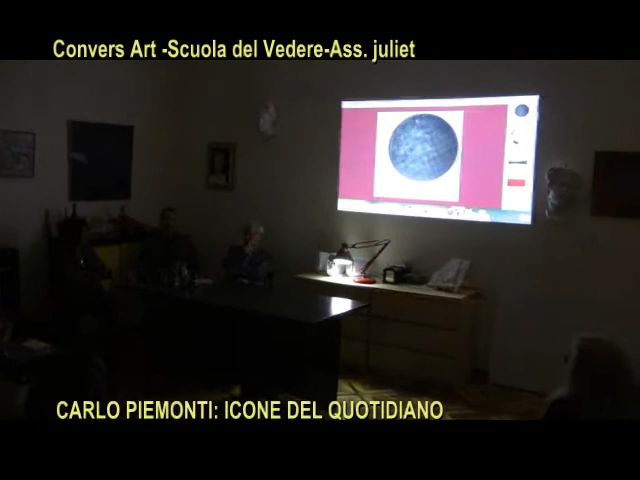 Convers Art -Scuola del Vedere-Ass. juliet
CARLO PIEMONTI: ICONE DEL QUOTIDIANO